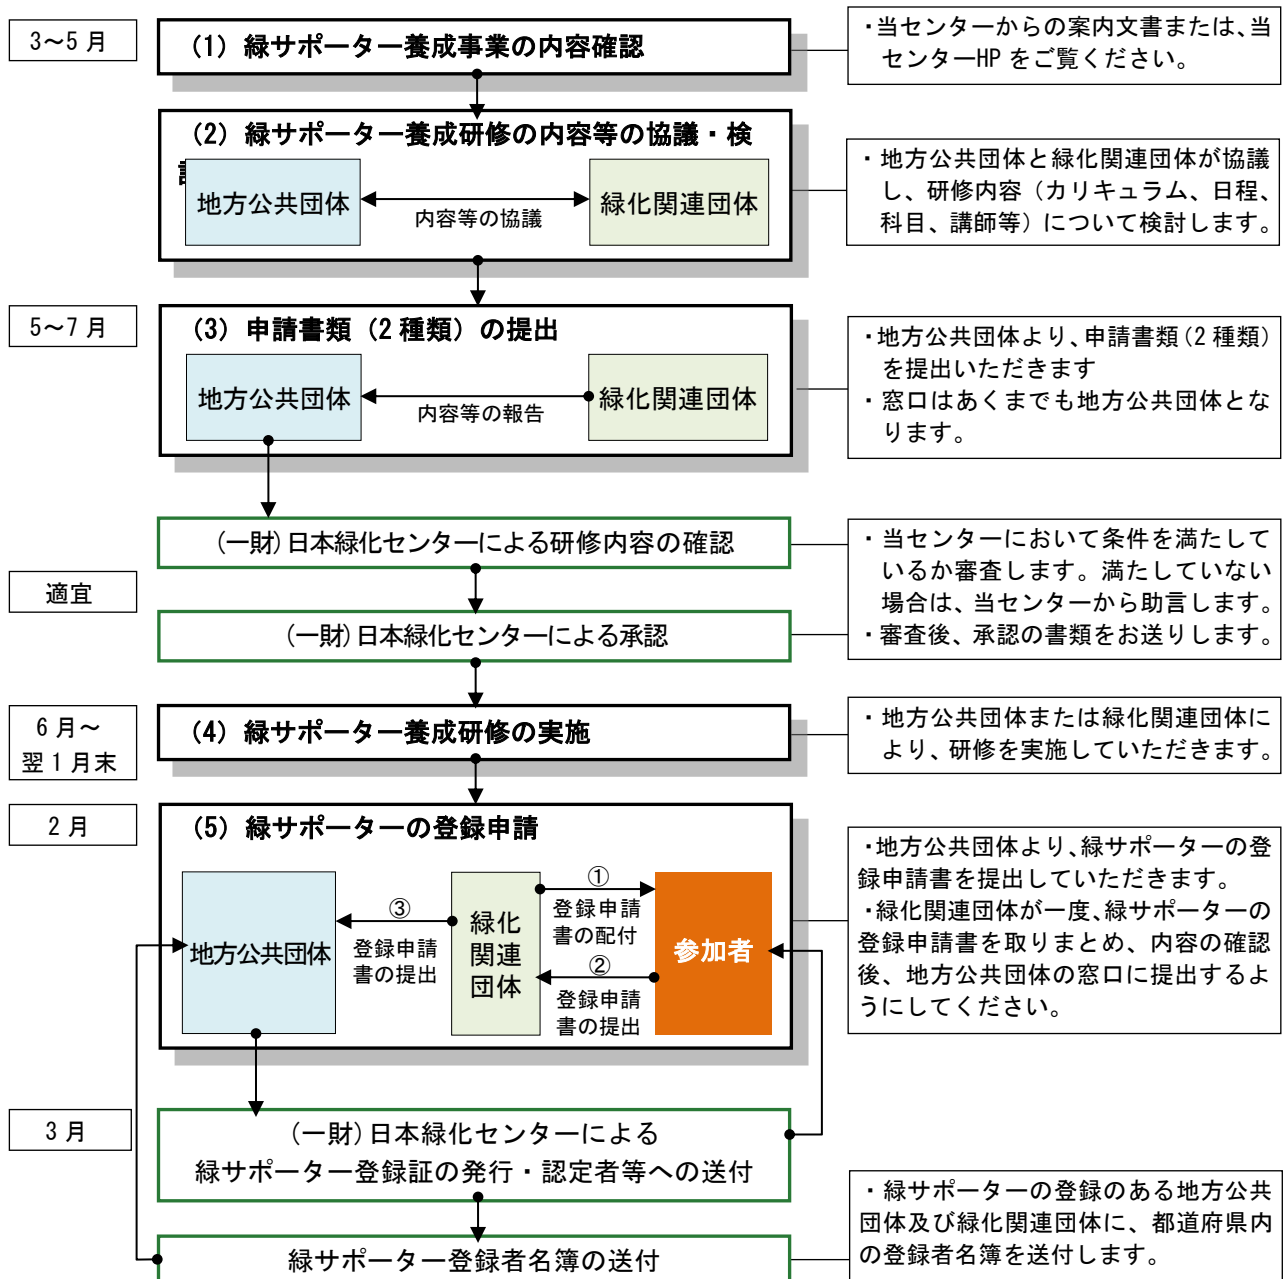 3～5 月
（1）緑サポーター養成事業の内容確認
・当センターからの案内文書または、当
センターHP をご覧ください。
（2）緑サポーター養成研修の内容等の協議・検
地方公共団体
内容等の協議
緑化関連団体
・地方公共団体と緑化関連団体が協議
し、研修内容（カリキュラム、日程、
科目、講師等）について検討します。
5～7 月
（3）申請書類（2 種類）の提出
地方公共団体
内容等の報告
緑化関連団体
・地方公共団体より、申請書類（2 種類）
を提出いただきます
・窓口はあくまでも地方公共団体とな
ります。
（一財）日本緑化センターによる研修内容の確認
適宜
（一財）日本緑化センターによる承認
・当センターにおいて条件を満たして
いるか審査します。満たしていない
場合は、当センターから助言します。
・審査後、承認の書類をお送りします。
6 月～
翌 1 月末
（4）緑サポーター養成研修の実施
・地方公共団体または緑化関連団体に
より、研修を実施していただきます。
2 月
（5）緑サポーターの登録申請
地方公共団体
③
登録申請
書の提出
緑化
関連
団体
①
登録申請
書の配付
②
登録申請
書の提出
参加者
・地方公共団体より、緑サポーターの登
録申請書を提出していただきます。
・緑化関連団体が一度、緑サポーターの
登録申請書を取りまとめ、内容の確認
後、地方公共団体の窓口に提出するよ
うにしてください。
3 月
（一財）日本緑化センターによる
緑サポーター登録証の発行・認定者等への送付
緑サポーター登録者名簿の送付
・緑サポーターの登録のある地方公共
団体及び緑化関連団体に、都道府県内
の登録者名簿を送付します。